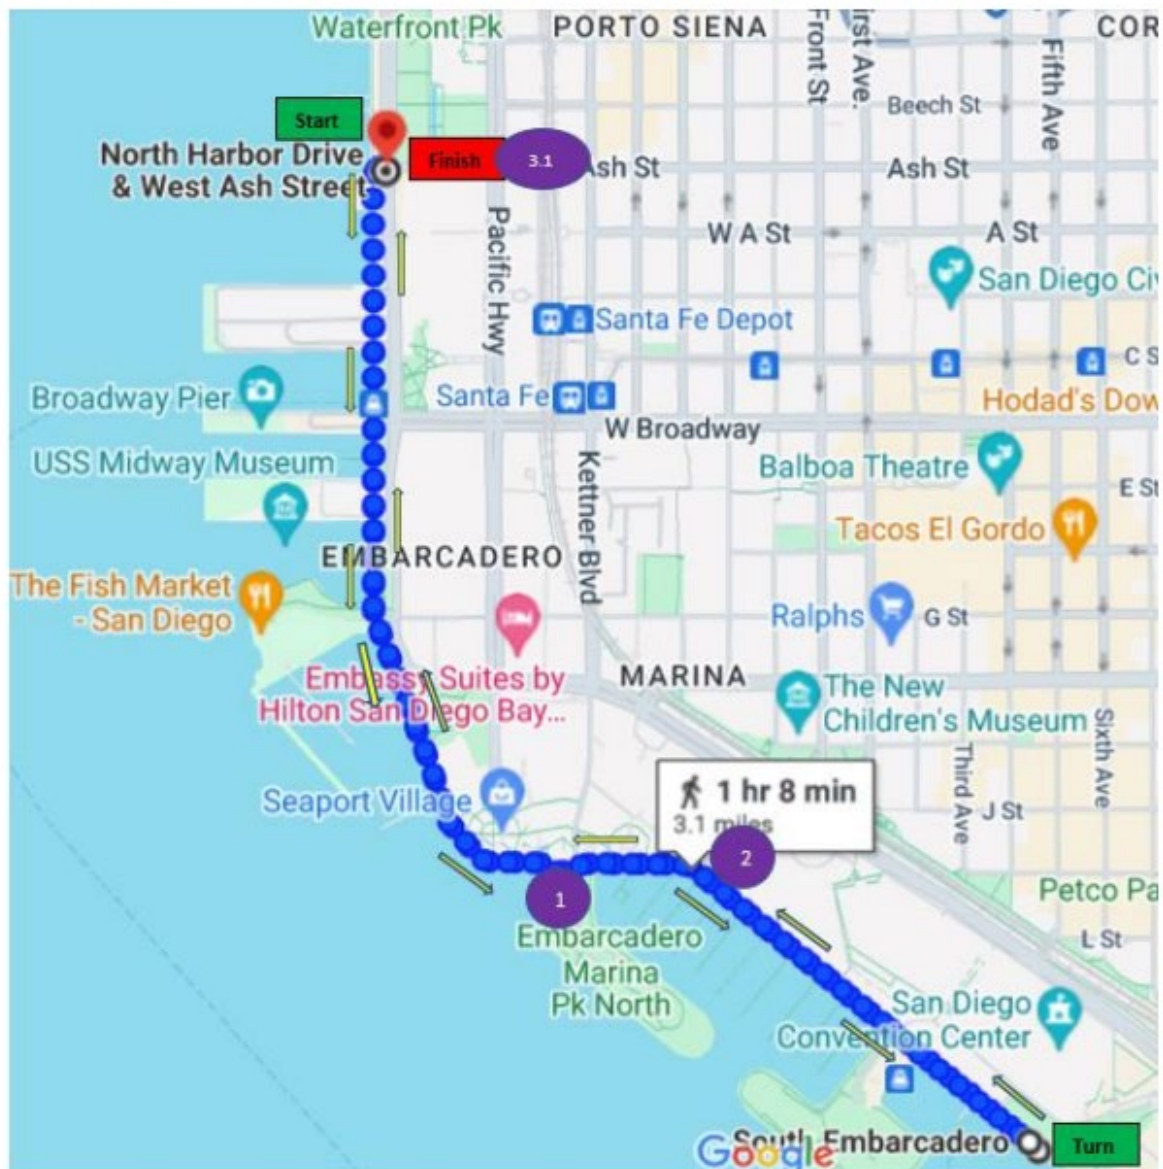 Waterfront Pk
PORTO SIENA
COR
Front St
irst Ave.
Fifth Ave
Beech St
Start
North Harbor Drive
& West Ash Street
Finish
3.1
Ash St
Ash St
Pacific Hwy
W A St
A St
San Diego Civ
Santa Fe Depot
C S
Broadway Pier
Santa Fe
Hodad's Dow
W Broadway
USS Midway Museum
Balboa Theatre
E St
Kettner Blvd
Tacos El Gordo
EMBARCADERO
The Fish Market
- San Diego
Ralphs
G St
Embassy Suites by
Hilton San Diego Bay...
MARINA
The New
Children's Museum
Sixth Ave
Third Ave
Seaport Village
1 hr 8 min
3.1 miles
J St
2
1
Petco Pa
Embarcadero
Marina
Pk North
L St
San Diego
Convention Center
South Embarcadero
Google
Turn